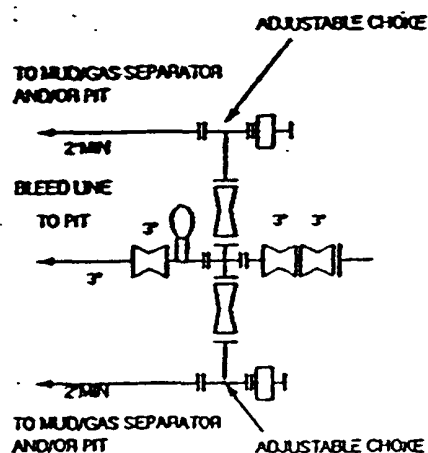 ADJUSTABLE CHOKE
TO MUD/GAS SEPARATOR
AND/OR PIT
2" MIN
BLEED LINE
TO PIT
3"
3" 3"
3"
2" MIN
TO MUD/GAS SEPARATOR
AND/OR PIT
ADJUSTABLE CHOKE